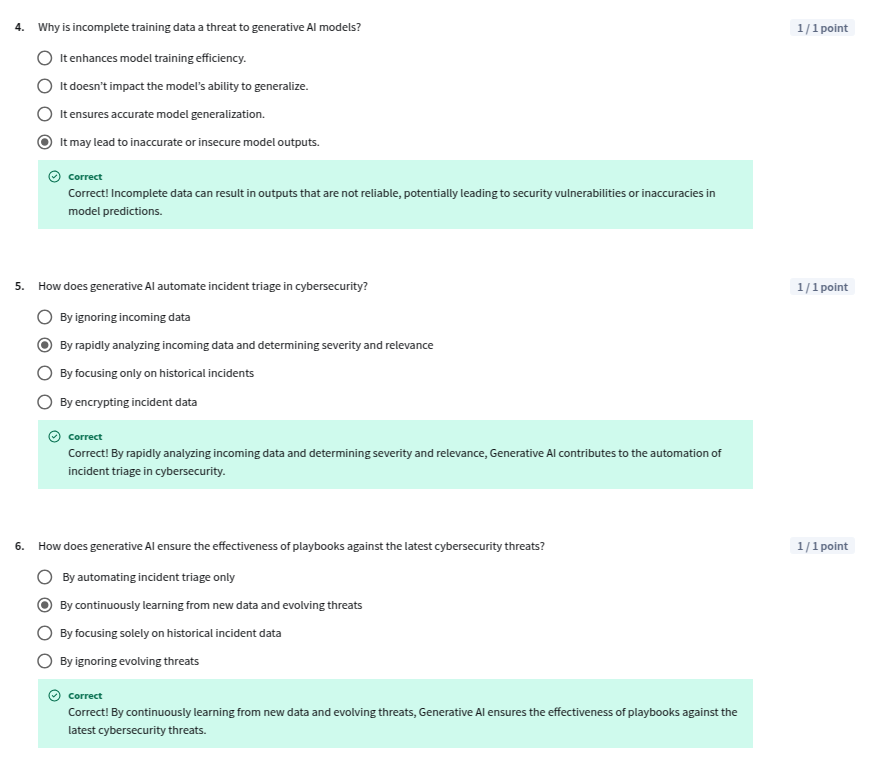 4. Why is incomplete training data a threat to generative AI models? 1 / 1 point
It enhances model training efficiency.
It doesn't impact the model's ability to generalize.
It ensures accurate model generalization.
It may lead to inaccurate or insecure model outputs.
Correct
Correct! Incomplete data can result in outputs that are not reliable, potentially leading to security vulnerabilities or inaccuracies in
model predictions.
5. How does generative AI automate incident triage in cybersecurity? 1 / 1 point
By ignoring incoming data
By rapidly analyzing incoming data and determining severity and relevance
By focusing only on historical incidents
By encrypting incident data
Correct
Correct! By rapidly analyzing incoming data and determining severity and relevance, Generative AI contributes to the automation of
incident triage in cybersecurity.
6. How does generative AI ensure the effectiveness of playbooks against the latest cybersecurity threats? 1 / 1 point
By automating incident triage only
By continuously learning from new data and evolving threats
By focusing solely on historical incident data
By ignoring evolving threats
Correct
Correct! By continuously learning from new data and evolving threats, Generative AI ensures the effectiveness of playbooks against the
latest cybersecurity threats.